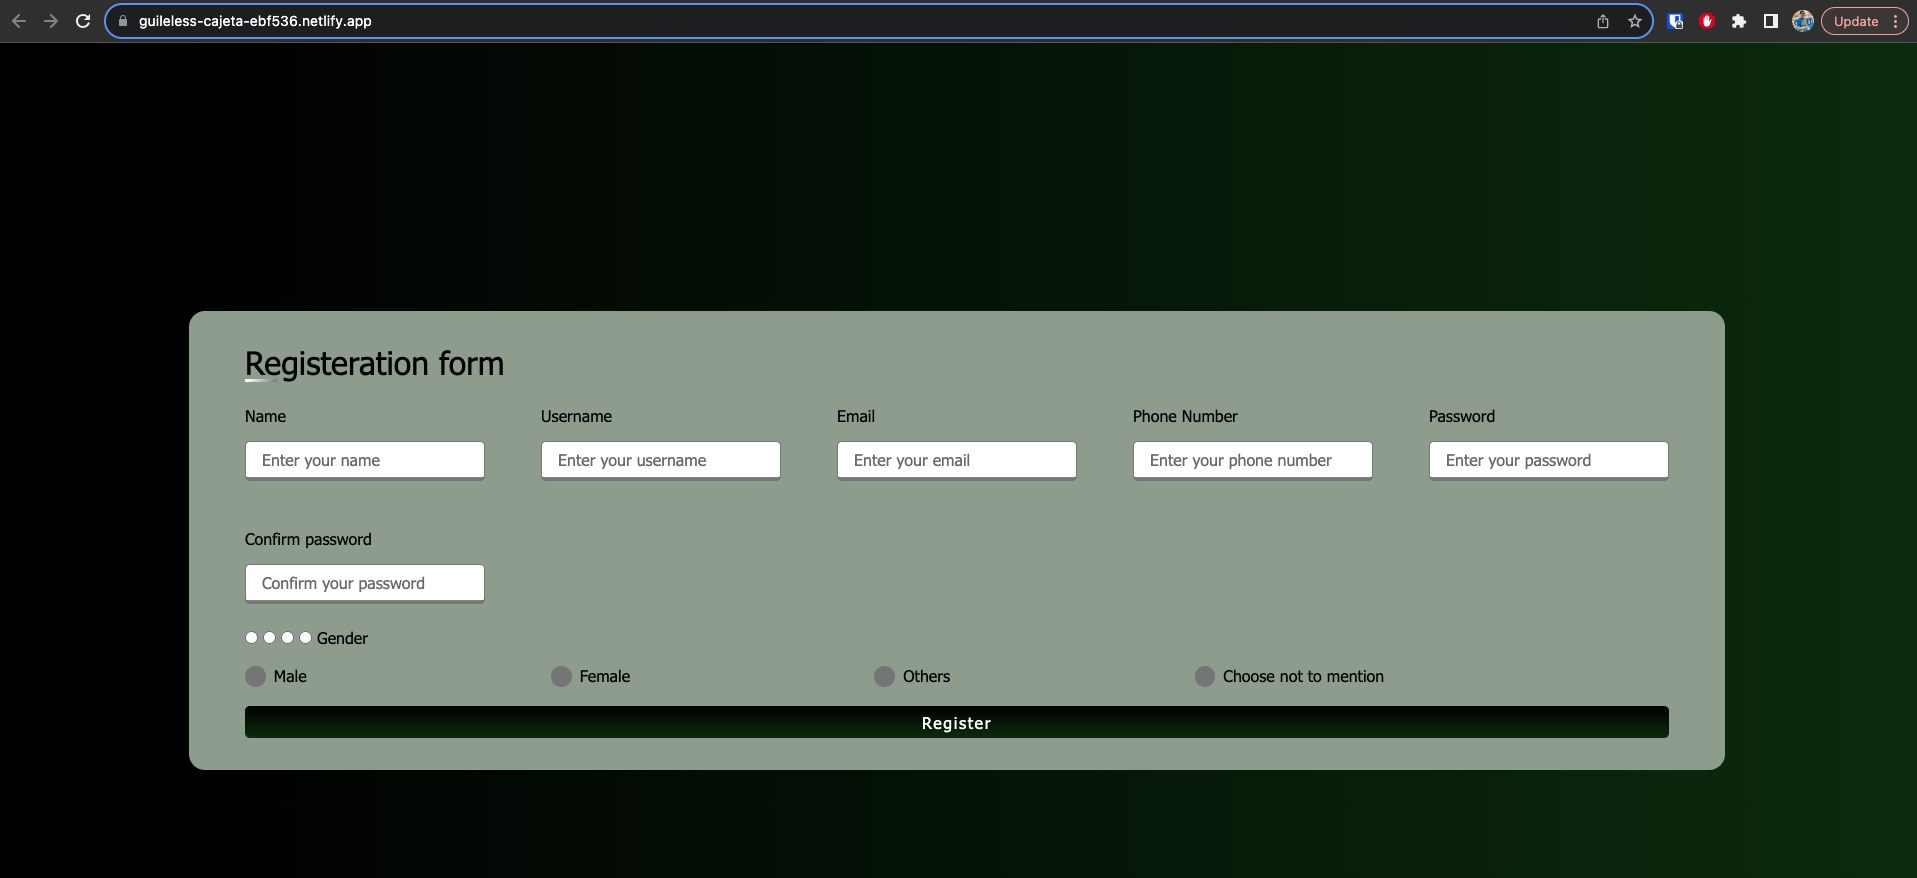 guileless-cajeta-ebf536.netlify.app
Update
Registeration form
Name
Enter your name
Username
Enter your username
Email
Enter your email
Phone Number
Enter your phone number
Password
Enter your password
Confirm password
Confirm your password
Gender
Male Female Others Choose not to mention
Register